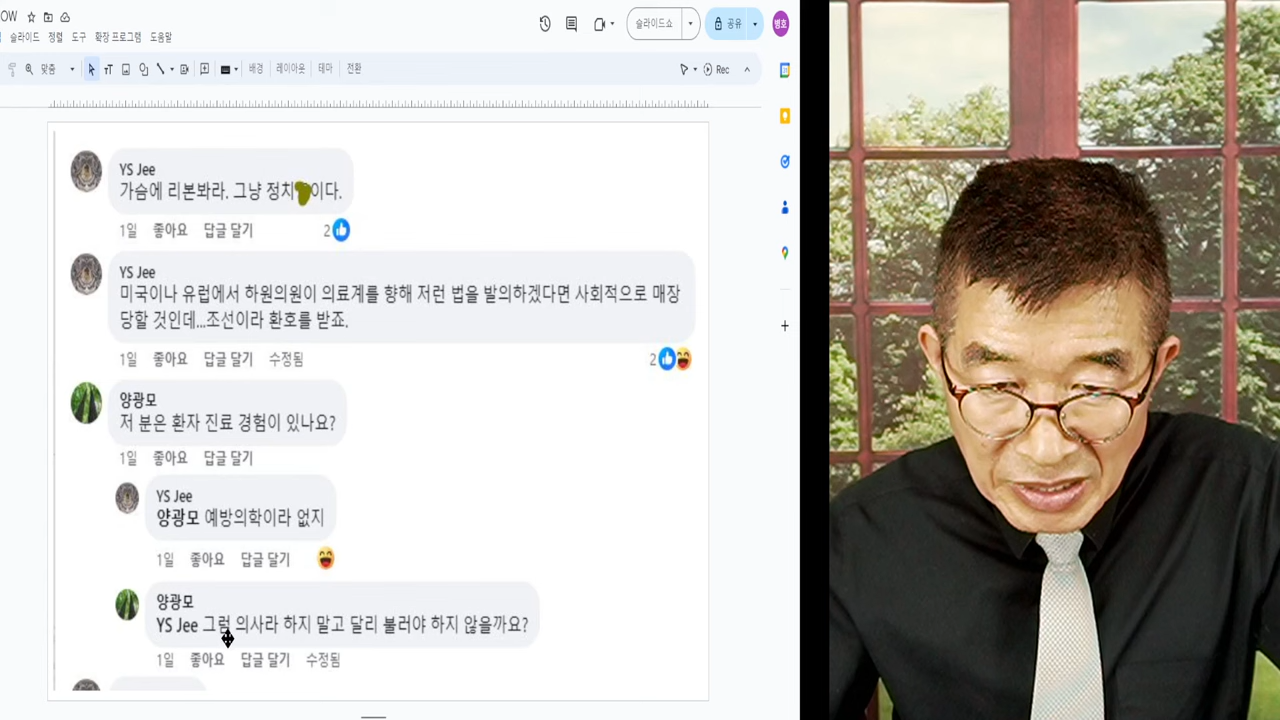 OW
슬라이드 정렬 도구 확장 프로그램 도움말
슬라이드쇼
공유
병호
맞춤
배경 레이아웃 테마 전환
Rec
YS Jee
가슴에 리본봐라. 그냥 정치 이다.
1일 좋아요 답글 달기 2
YS Jee
미국이나 유럽에서 하원의원이 의료계를 향해 저런 법을 발의하겠다면 사회적으로 매장
당할 것인데...조선이라 환호를 받죠.
1일 좋아요 답글 달기 수정됨 2
양광모
저 분은 환자 진료 경험이 있나요?
1일 좋아요 답글 달기
YS Jee
양광모 예방의학이라 없지
1일 좋아요 답글 달기
양광모
YS Jee 그럼 의사라 하지 말고 달리 불러야 하지 않을까요?
1일 좋아요 답글 달기 수정됨